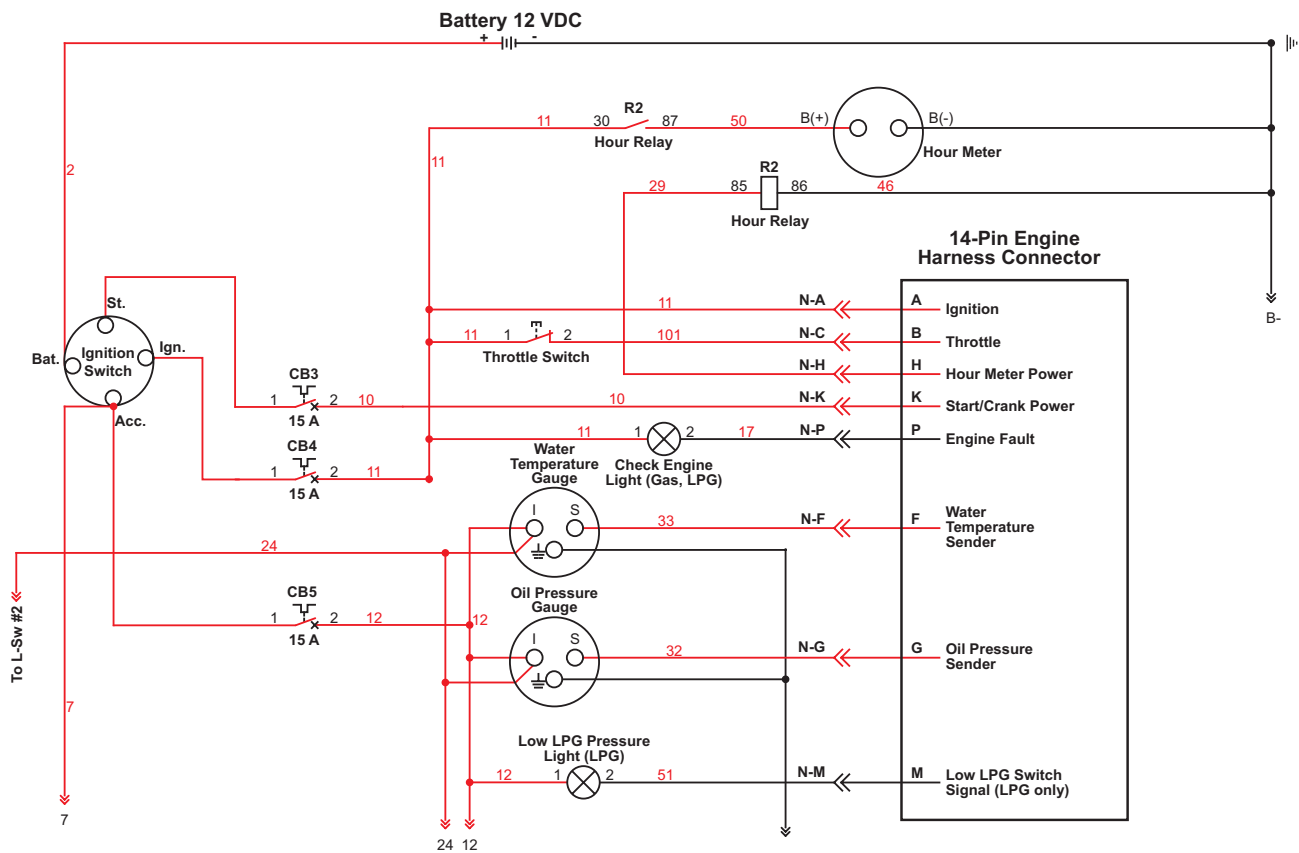 Battery 12 VDC
+ -
R2
11 30 87 50 B(+) B(-)
Hour Relay
Hour Meter
11
2
R2
29 85 86 46
Hour Relay
14-Pin Engine
Harness Connector
St.
11 N-A A Ignition
B-
Bat. Ignition
Switch
Ign.
11 1 2 101 N-C B Throttle
Throttle Switch
N-H H Hour Meter Power
CB3
1 2 10 10 N-K K Start/Crank Power
15 A
Acc.
11 1 2 17 N-P P Engine Fault
Check Engine
Light (Gas, LPG)
CB4
1 2 11
15 A
Water
Temperature
Gauge
I S 33 N-F F Water
Temperature
Sender
24
To L-Sw #2
CB5
1 2 12 12
15 A
Oil Pressure
Gauge
I S 32 N-G G Oil Pressure
Sender
7
Low LPG Pressure
Light (LPG)
12 1 2 51 N-M M Low LPG Switch
Signal (LPG only)
7
24 12